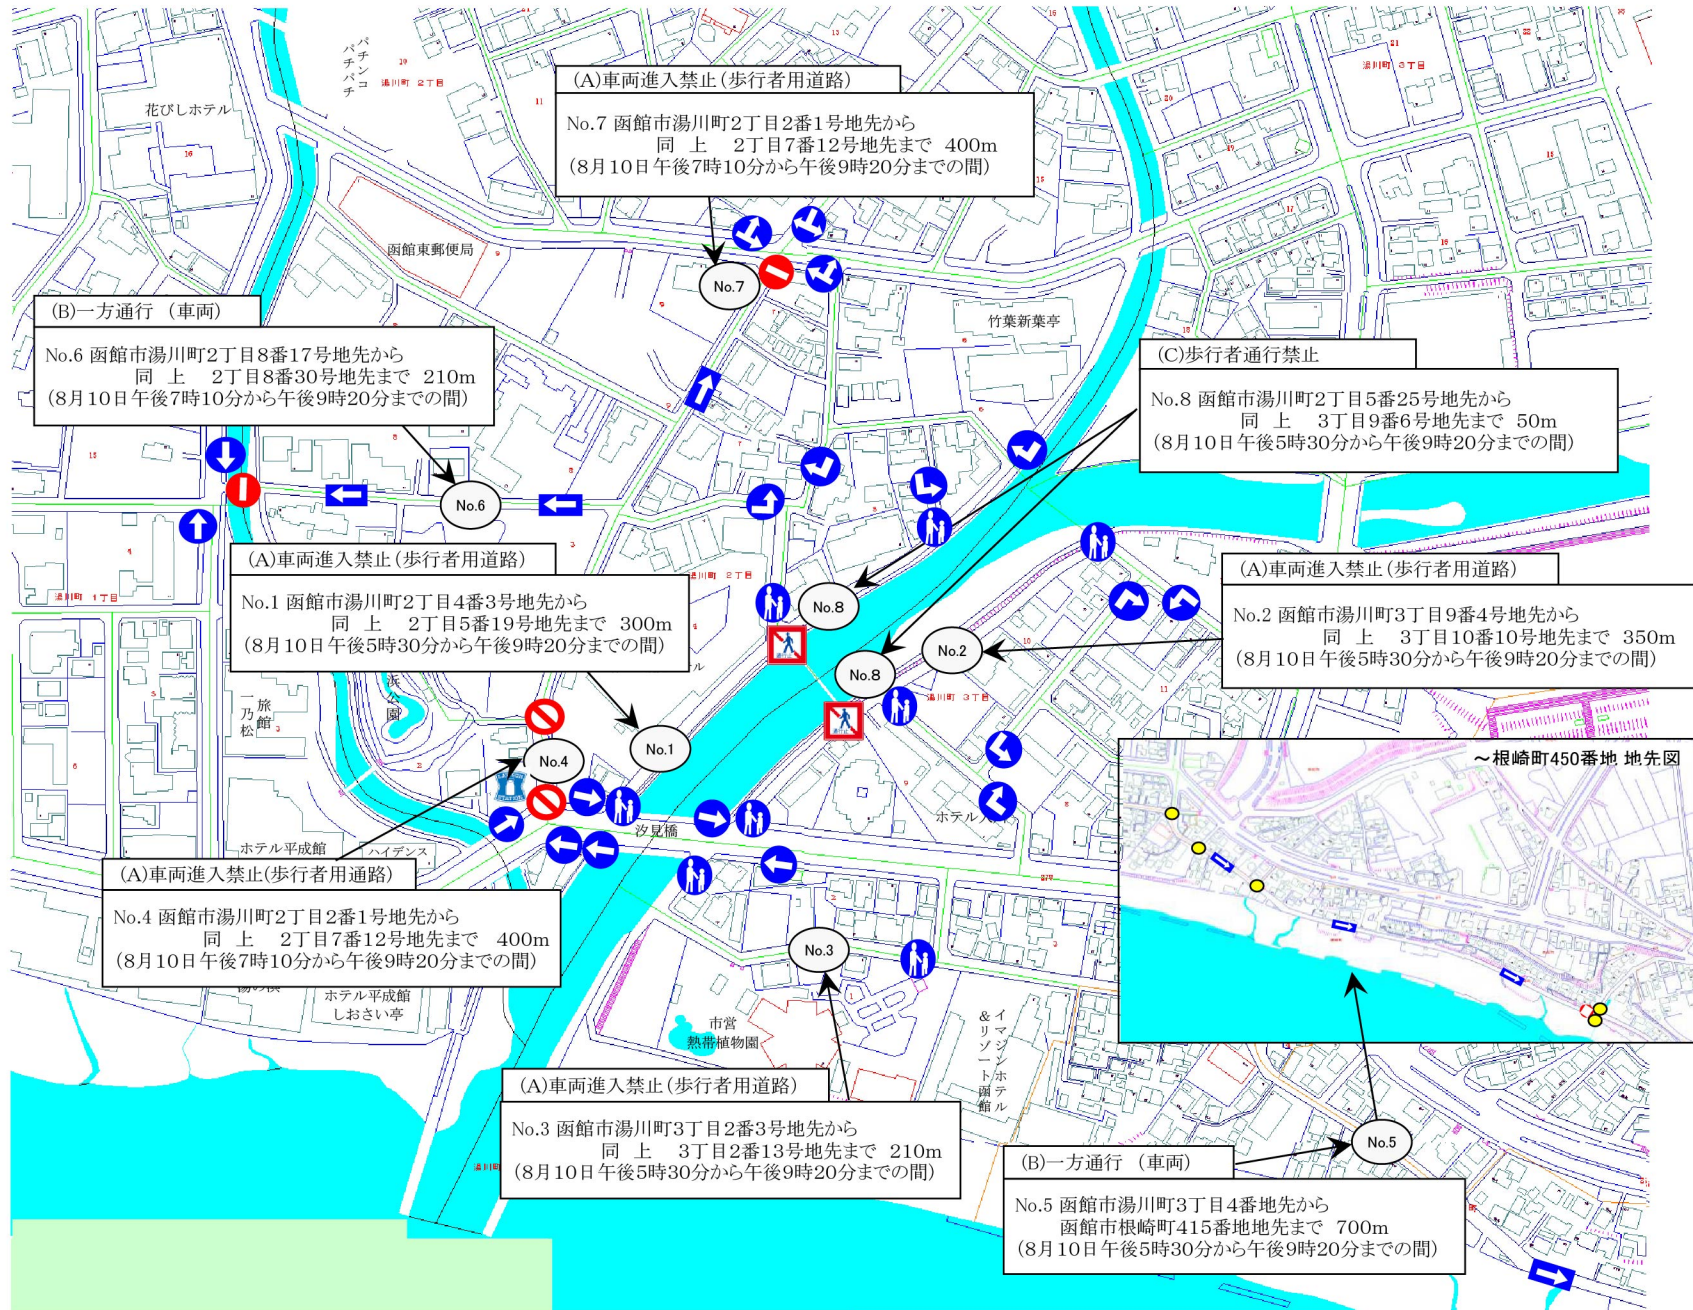 パチンコ
パチパチ
湯川町 2丁目
湯川町 3丁目
花びしホテル
(A)車両進入禁止(歩行者用道路)
No.7 函館市湯川町2丁目2番1号地先から
同 上 2丁目7番12号地先まで 400m
(8月10日午後7時10分から午後9時20分までの間)
函館東郵便局
No.7
(B)一方通行 (車両)
No.6 函館市湯川町2丁目8番17号地先から
同 上 2丁目8番30号地先まで 210m
(8月10日午後7時10分から午後9時20分までの間)
竹葉新葉亭
(C)歩行者通行禁止
No.8 函館市湯川町2丁目5番25号地先から
同 上 3丁目9番6号地先まで 50m
(8月10日午後5時30分から午後9時20分までの間)
No.6
(A)車両進入禁止(歩行者用道路)
No.1 函館市湯川町2丁目4番3号地先から
同 上 2丁目5番19号地先まで 300m
(8月10日午後5時30分から午後9時20分までの間)
湯川町 2丁目
湯川町 1丁目
(A)車両進入禁止(歩行者用道路)
No.2 函館市湯川町3丁目9番4号地先から
同 上 3丁目10番10号地先まで 350m
(8月10日午後5時30分から午後9時20分までの間)
No.8
No.8
No.2
湯川町 3丁目
旅館
一乃松
浜公園
ル
No.1
No.4
汐見橋
ホテル
ホテル平成館
ハイデンス
~根崎町450番地 地先図
(A)車両進入禁止(歩行者用通路)
No.4 函館市湯川町2丁目2番1号地先から
同 上 2丁目7番12号地先まで 400m
(8月10日午後7時10分から午後9時20分までの間)
No.3
ホテル平成館
しおさい亭
市営
熱帯植物園
イマジンホテル
&リゾート函館
(A)車両進入禁止(歩行者用道路)
No.3 函館市湯川町3丁目2番3号地先から
同 上 3丁目2番13号地先まで 210m
(8月10日午後5時30分から午後9時20分までの間)
湯川町
No.5
(B)一方通行 (車両)
No.5 函館市湯川町3丁目4番地先から
函館市根崎町415番地地先まで 700m
(8月10日午後5時30分から午後9時20分までの間)